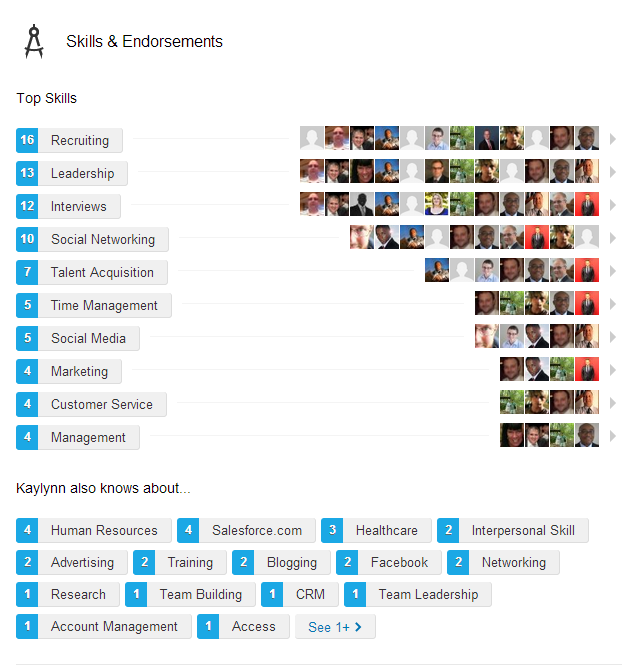 Skills & Endorsements
Top Skills
16 Recruiting
13 Leadership
12 Interviews
10 Social Networking
7 Talent Acquisition
5 Time Management
5 Social Media
4 Marketing
4 Customer Service
4 Management
Kaylynn also knows about...
4 Human Resources 4 Salesforce.com 3 Healthcare 2 Interpersonal Skill
2 Advertising 2 Training 2 Blogging 2 Facebook 2 Networking
1 Research 1 Team Building 1 CRM 1 Team Leadership
1 Account Management 1 Access See 1+